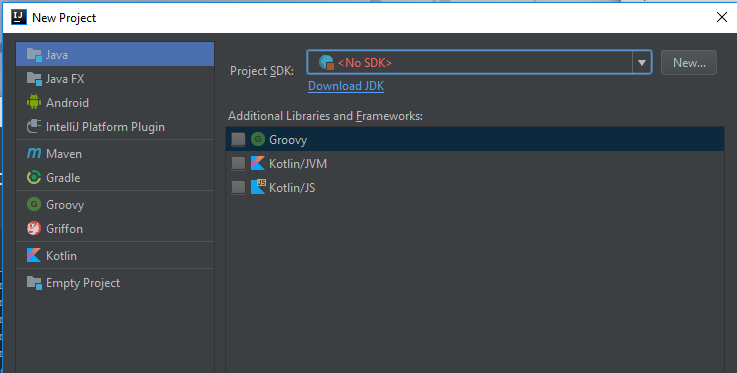 New Project
Java
Java FX
Android
IntelliJ Platform Plugin
Maven
Gradle
Groovy
Griffon
Kotlin
Empty Project
Project SDK: <No SDK> New...
Download JDK
Additional Libraries and Frameworks:
Groovy
Kotlin/JVM
Kotlin/JS